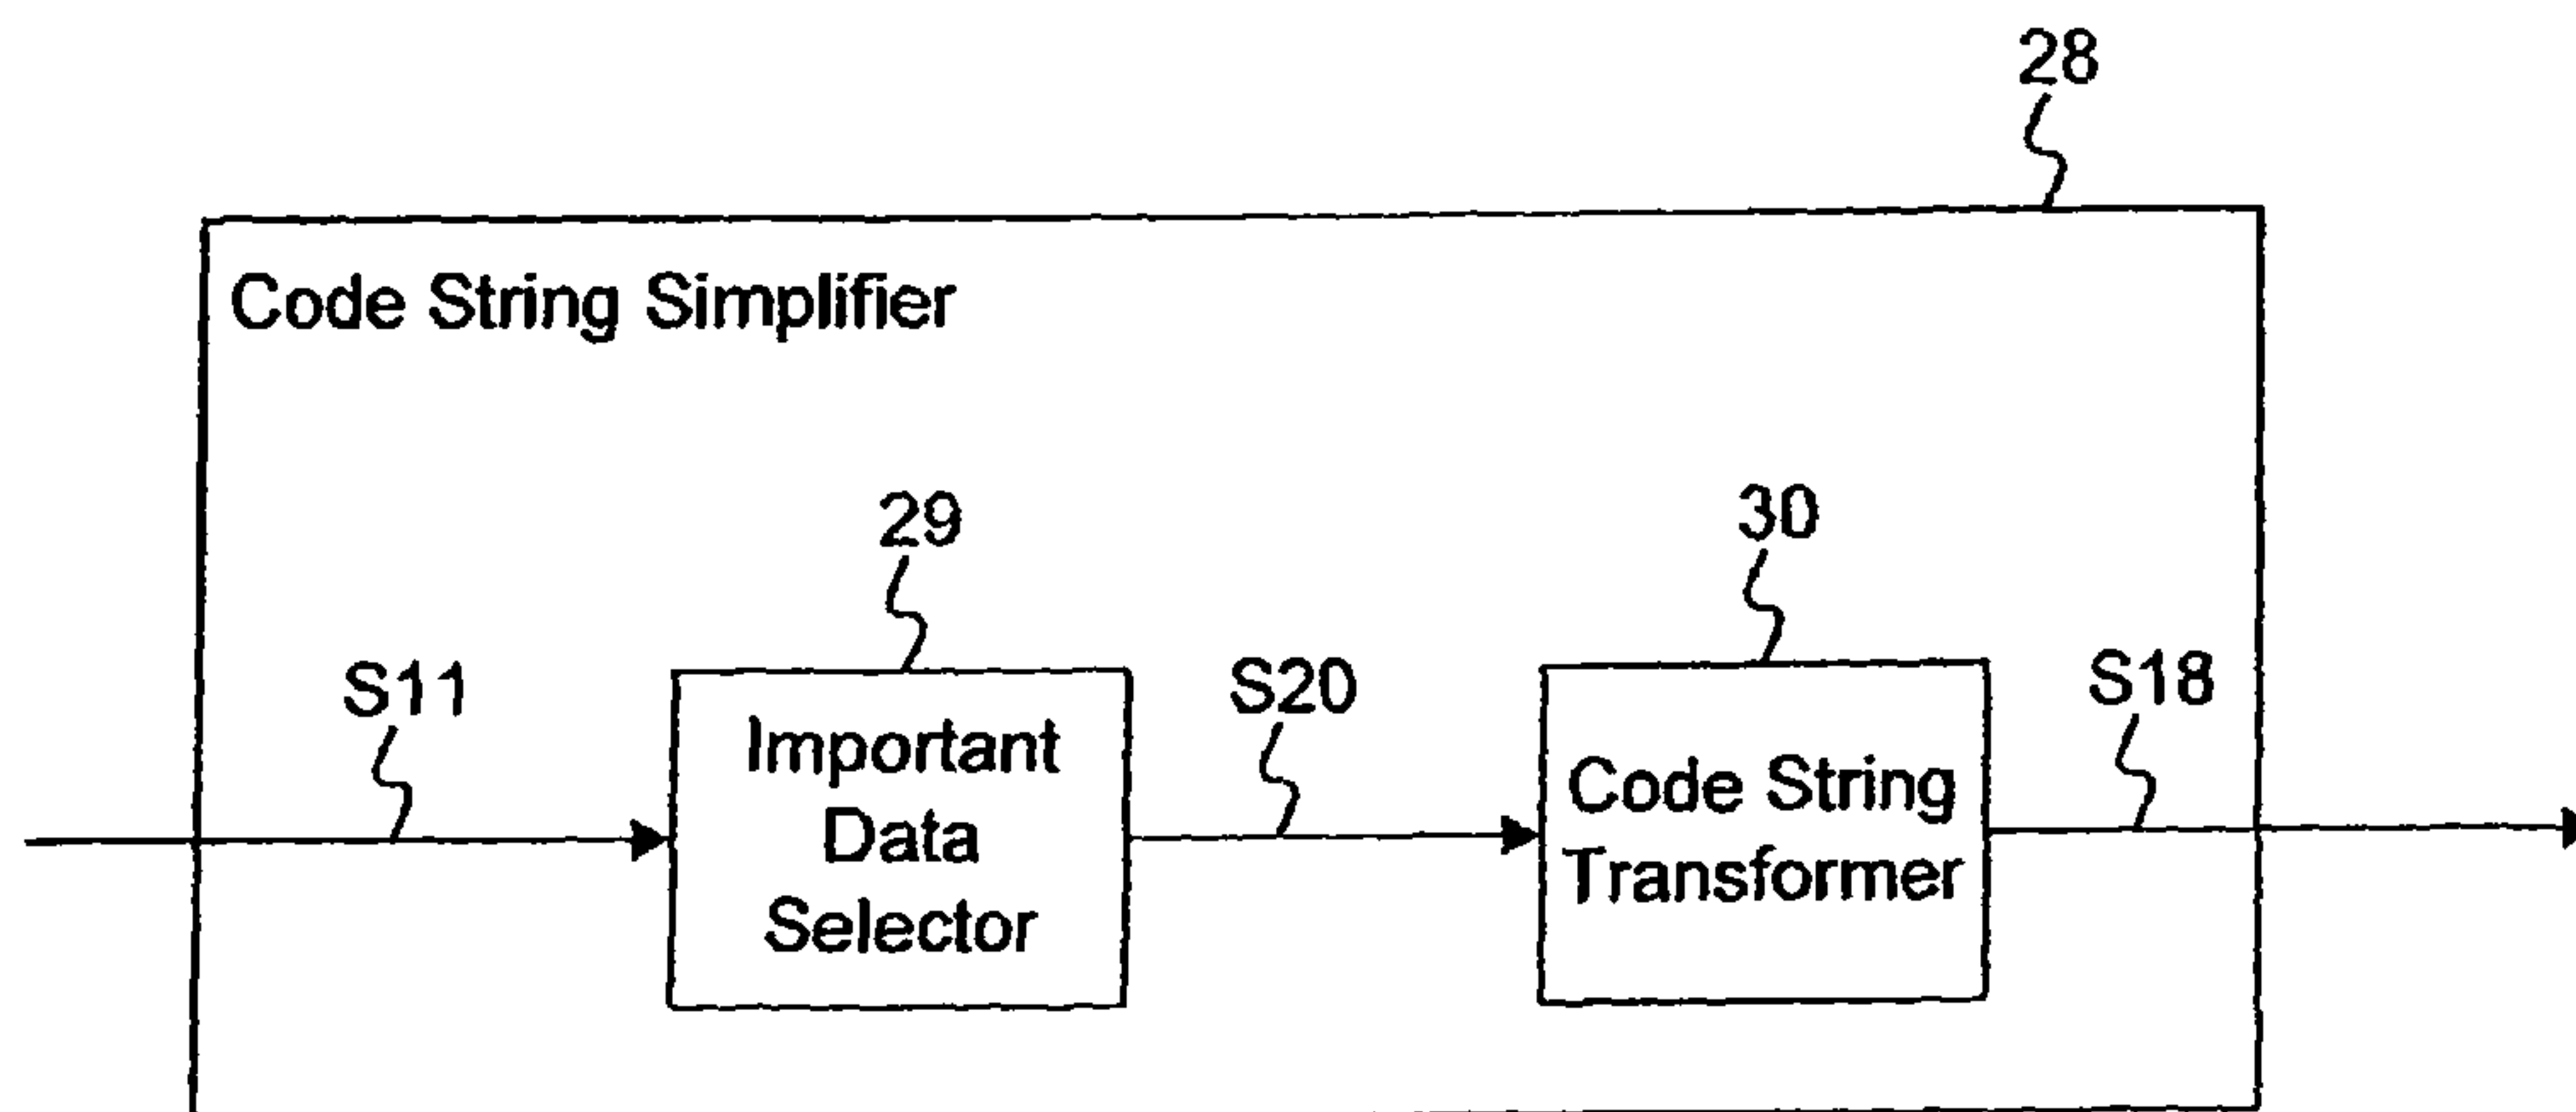 28
Code String Simplifier
29
30
S11
S20
S18
Important
Data
Selector
Code String
Transformer